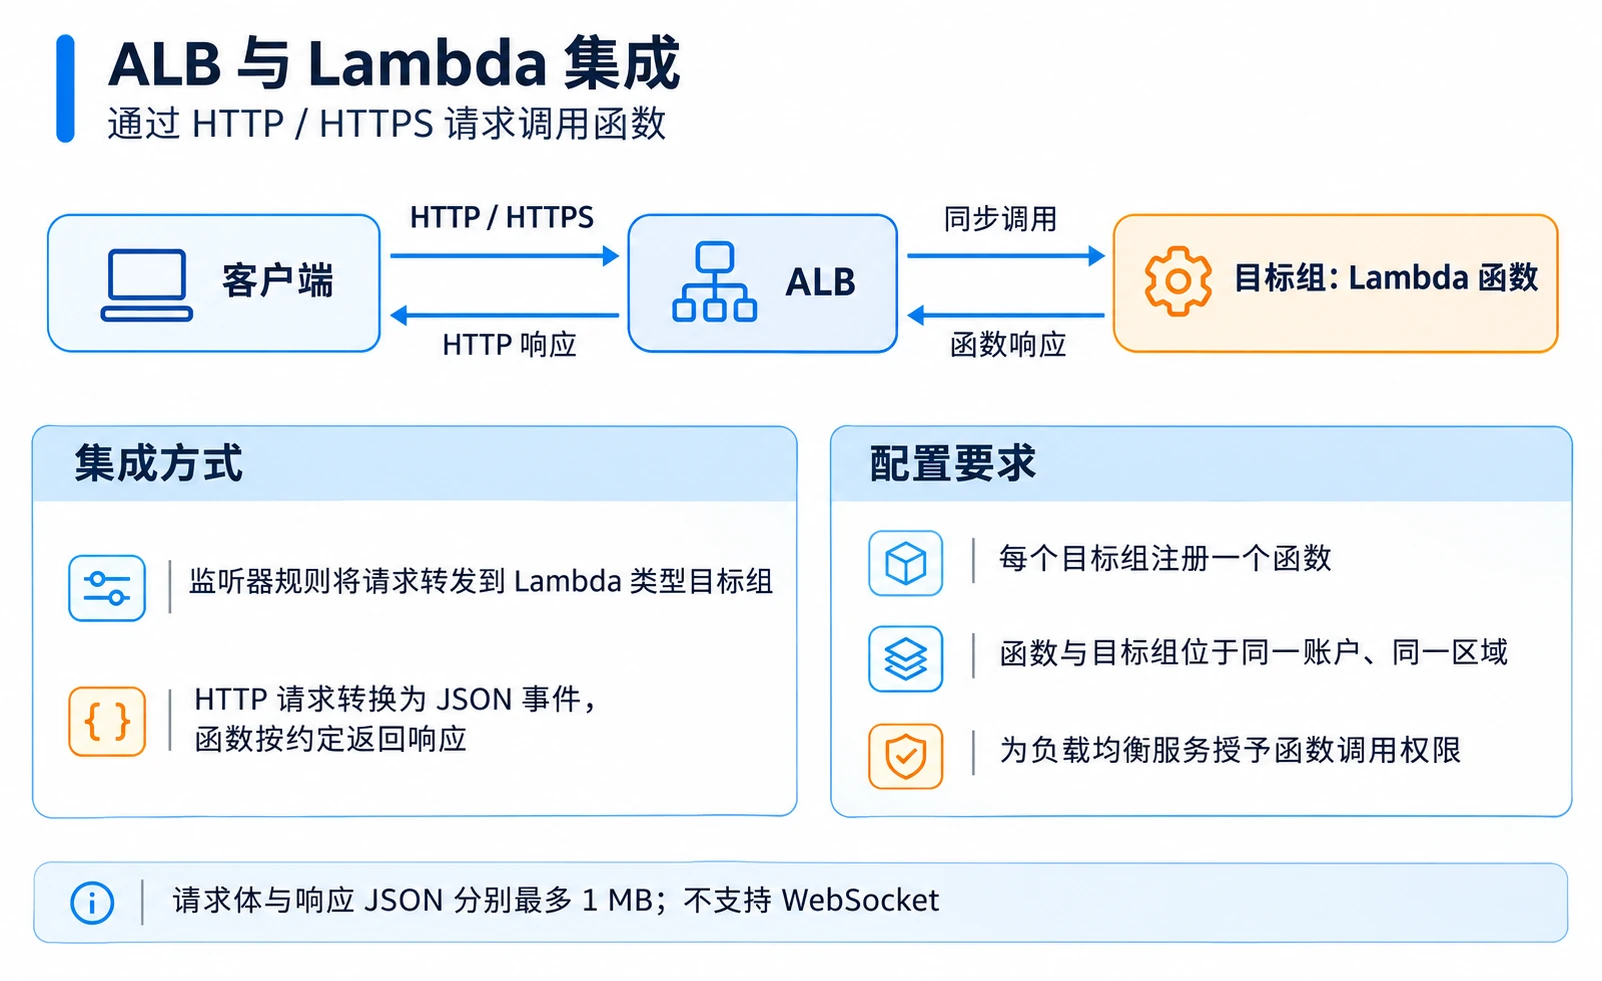 ALB 与 Lambda 集成
通过 HTTP / HTTPS 请求调用函数
客户端
HTTP / HTTPS
HTTP 响应
ALB
同步调用
函数响应
目标组：Lambda 函数
集成方式
监听器规则将请求转发到 Lambda 类型目标组
HTTP 请求转换为 JSON 事件，
函数按约定返回响应
配置要求
每个目标组注册一个函数
函数与目标组位于同一账户、同一区域
为负载均衡服务授予函数调用权限
请求体与响应 JSON 分别最多 1 MB；不支持 WebSocket